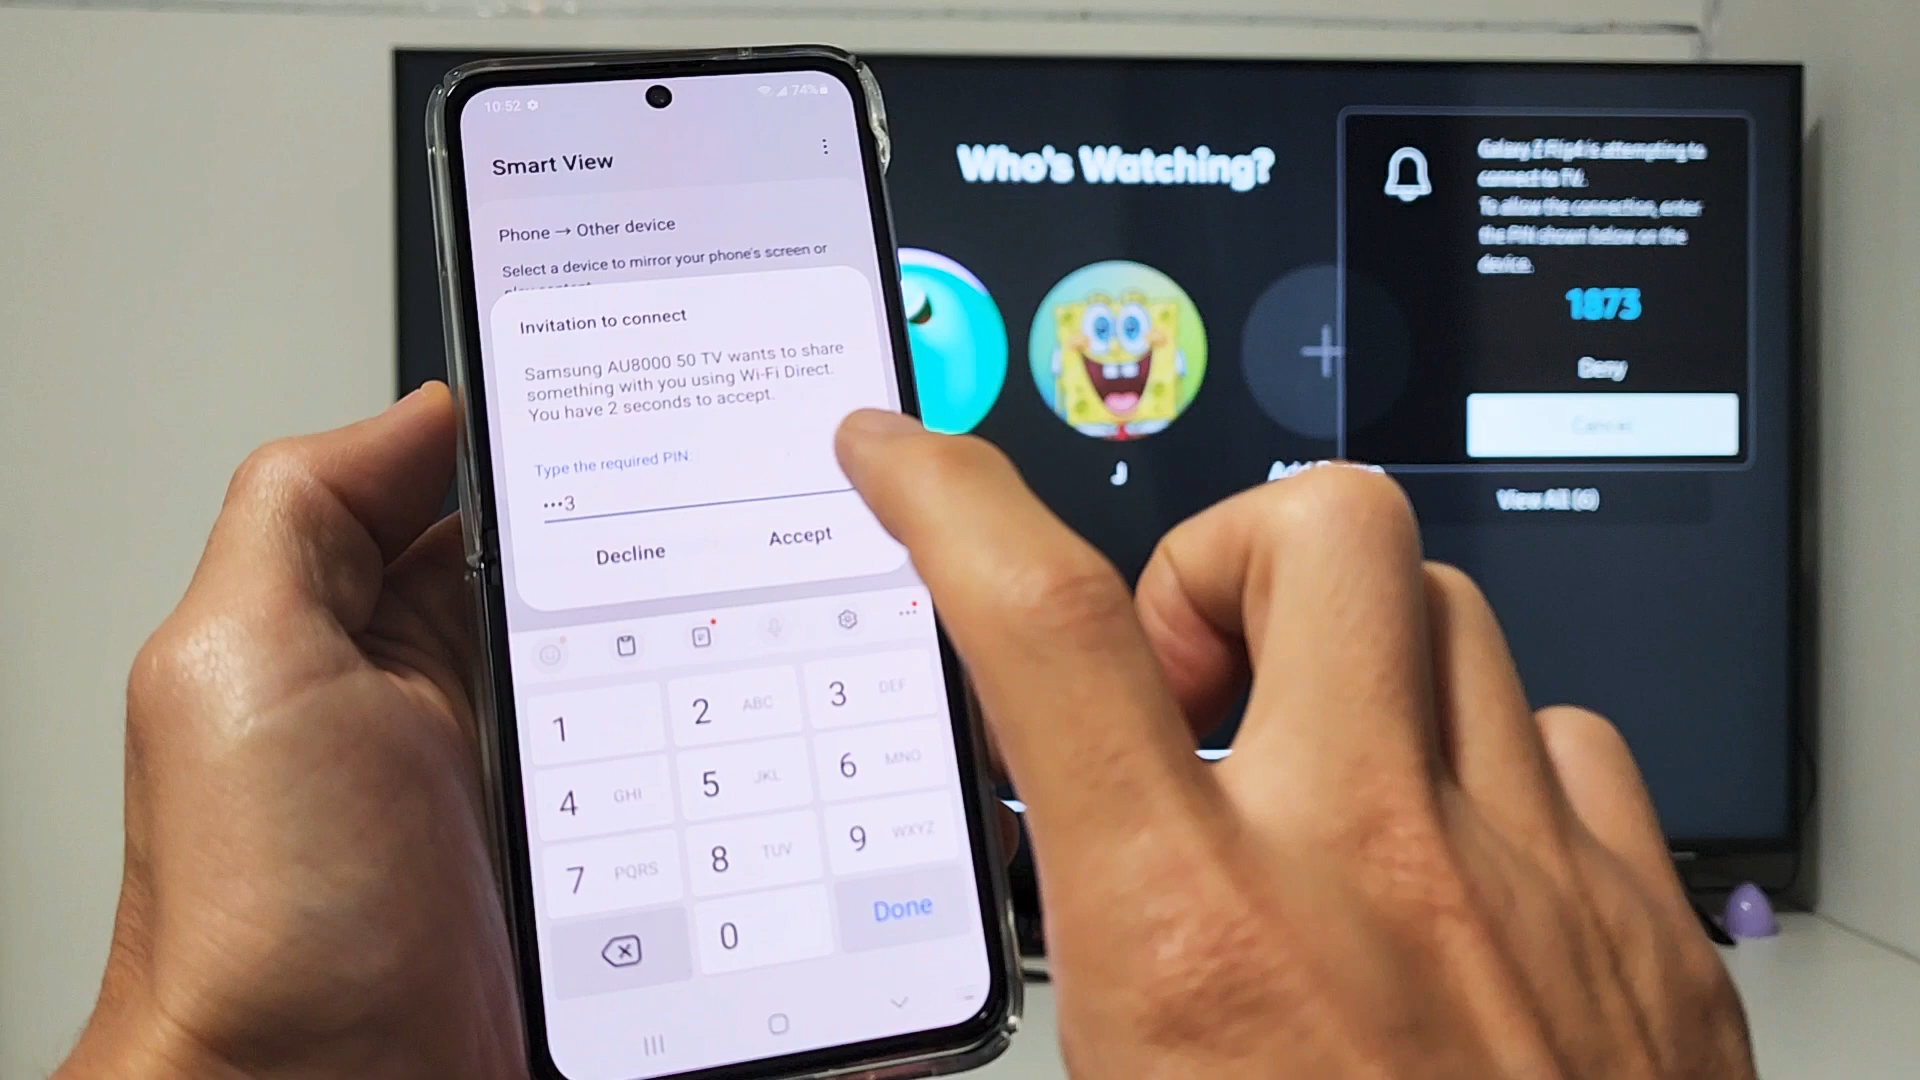 10:52
74%
Smart View
Phone → Other device
Select a device to mirror your phone's screen or
Invitation to connect
Samsung AU8000 50 TV wants to share
something with you using Wi-Fi Direct.
You have 2 seconds to accept.
Type the required PIN:
•••3
Decline
Accept
1
2 ABC
3 DEF
4 GHI
5 JKL
6 MNO
7 PQRS
8 TUV
9 WXYZ
0
Done
Who's Watching?
J
View All (6)
Galaxy Z Flip4 is attempting to
connect to TV.
To allow the connection, enter
the PIN shown below on the
device.
1873
Deny
Cancel